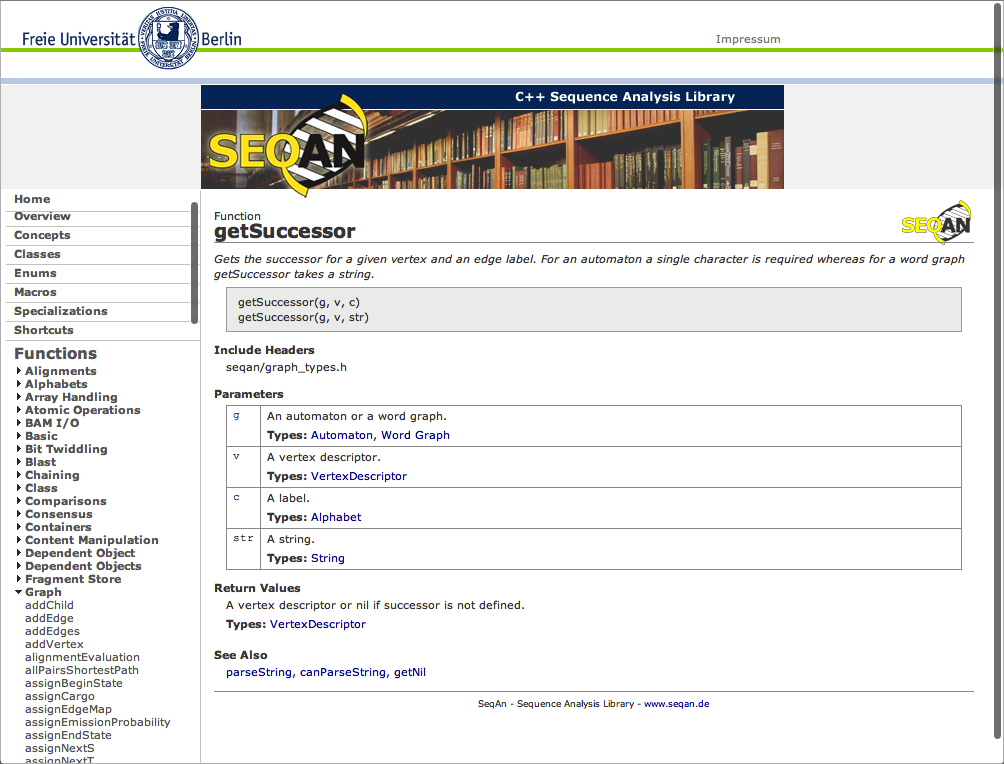 Freie Universität Berlin
Impressum
C++ Sequence Analysis Library
SEQAN
Home
Overview
Concepts
Classes
Enums
Macros
Specializations
Shortcuts
Functions
Alignments
Alphabets
Array Handling
Atomic Operations
BAM I/O
Basic
Bit Twiddling
Blast
Chaining
Class
Comparisons
Consensus
Containers
Content Manipulation
Dependent Object
Dependent Objects
Fragment Store
Graph
addChild
addEdge
addEdges
addVertex
alignmentEvaluation
allPairsShortestPath
assignBeginState
assignCargo
assignEdgeMap
assignEmissionProbability
assignEndState
assignNextS
assignNextT
Function
getSuccessor
SEQAN
Gets the successor for a given vertex and an edge label. For an automaton a single character is required whereas for a word graph
getSuccessor takes a string.
getSuccessor(g, v, c)
getSuccessor(g, v, str)
Include Headers
seqan/graph_types.h
Parameters
g An automaton or a word graph.
Types: Automaton, Word Graph
v A vertex descriptor.
Types: VertexDescriptor
c A label.
Types: Alphabet
str A string.
Types: String
Return Values
A vertex descriptor or nil if successor is not defined.
Types: VertexDescriptor
See Also
parseString, canParseString, getNil
SeqAn - Sequence Analysis Library - www.seqan.de